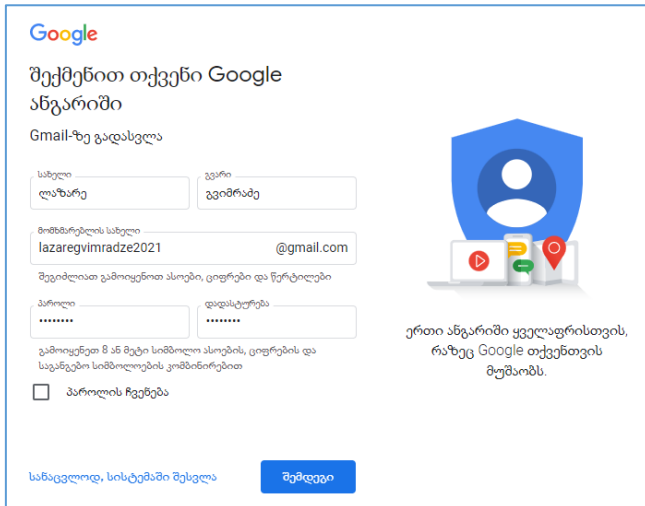 Google
შექმენით თქვენი Google
ანგარიში
Gmail-ზე გადასვლა
სახელი
ლაზარე
გვარი
გვიმრაძე
მომხმარებლის სახელი
lazaregvimradze2021 @gmail.com
შეგიძლიათ გამოიყენოთ ასოები, ციფრები და წერტილები
პაროლი
••••••••
დადასტურება
••••••••
გამოიყენეთ 8 ან მეტი სიმბოლო ასოების, ციფრების და
საგანგებო სიმბოლოების კომბინირებით
პაროლის ჩვენება
სანაცვლოდ, სისტემაში შესვლა
შემდეგი
ერთი ანგარიში ყველაფრისთვის,
რაზეც Google თქვენთვის
მუშაობს.